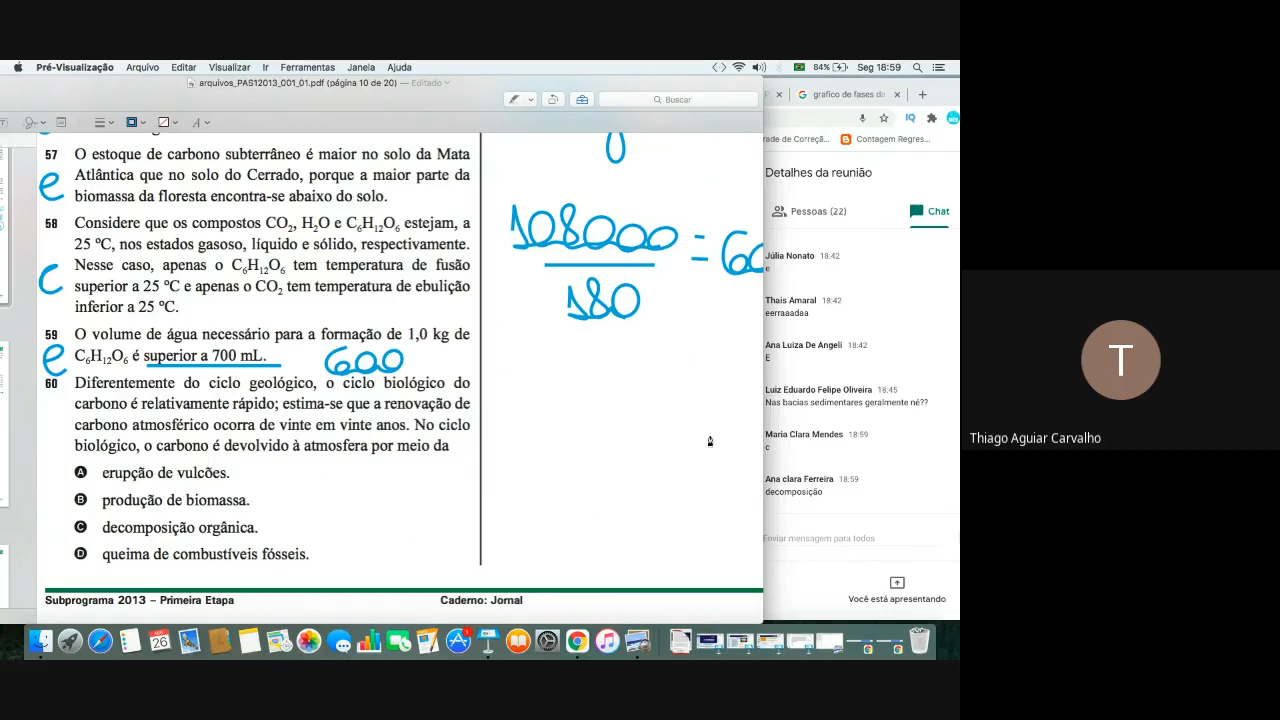 Pré-Visualização Arquivo Editar Visualizar Ir Ferramentas Janela Ajuda 84% Seg 18:59
arquivos_PAS12013_001_01.pdf (página 10 de 20) — Editado
Buscar
57 O estoque de carbono subterrâneo é maior no solo da Mata
Atlântica que no solo do Cerrado, porque a maior parte da
biomassa da floresta encontra-se abaixo do solo.
e
58 Considere que os compostos CO₂, H₂O e C₆H₁₂O₆ estejam, a
25 ºC, nos estados gasoso, líquido e sólido, respectivamente.
Nesse caso, apenas o C₆H₁₂O₆ tem temperatura de fusão
superior a 25 ºC e apenas o CO₂ tem temperatura de ebulição
inferior a 25 ºC.
C
59 O volume de água necessário para a formação de 1,0 kg de
C₆H₁₂O₆ é superior a 700 mL. 600
e
60 Diferentemente do ciclo geológico, o ciclo biológico do
carbono é relativamente rápido; estima-se que a renovação de
carbono atmosférico ocorra de vinte em vinte anos. No ciclo
biológico, o carbono é devolvido à atmosfera por meio da
A erupção de vulcões.
B produção de biomassa.
C decomposição orgânica.
D queima de combustíveis fósseis.
108000 = 60
180
Subprograma 2013 – Primeira Etapa Caderno: Jornal
grafico de fases da
IQ
rade de Correçã... Contagem Regres...
Detalhes da reunião
Pessoas (22) Chat
Júlia Nonato 18:42
e
Thais Amaral 18:42
eerraaadaa
Ana Luiza De Angeli 18:42
E
Luiz Eduardo Felipe Oliveira 18:45
Nas bacias sedimentares geralmente né??
Maria Clara Mendes 18:59
c
Ana clara Ferreira 18:59
decomposição
Enviar mensagem para todos
Você está apresentando
T
Thiago Aguiar Carvalho